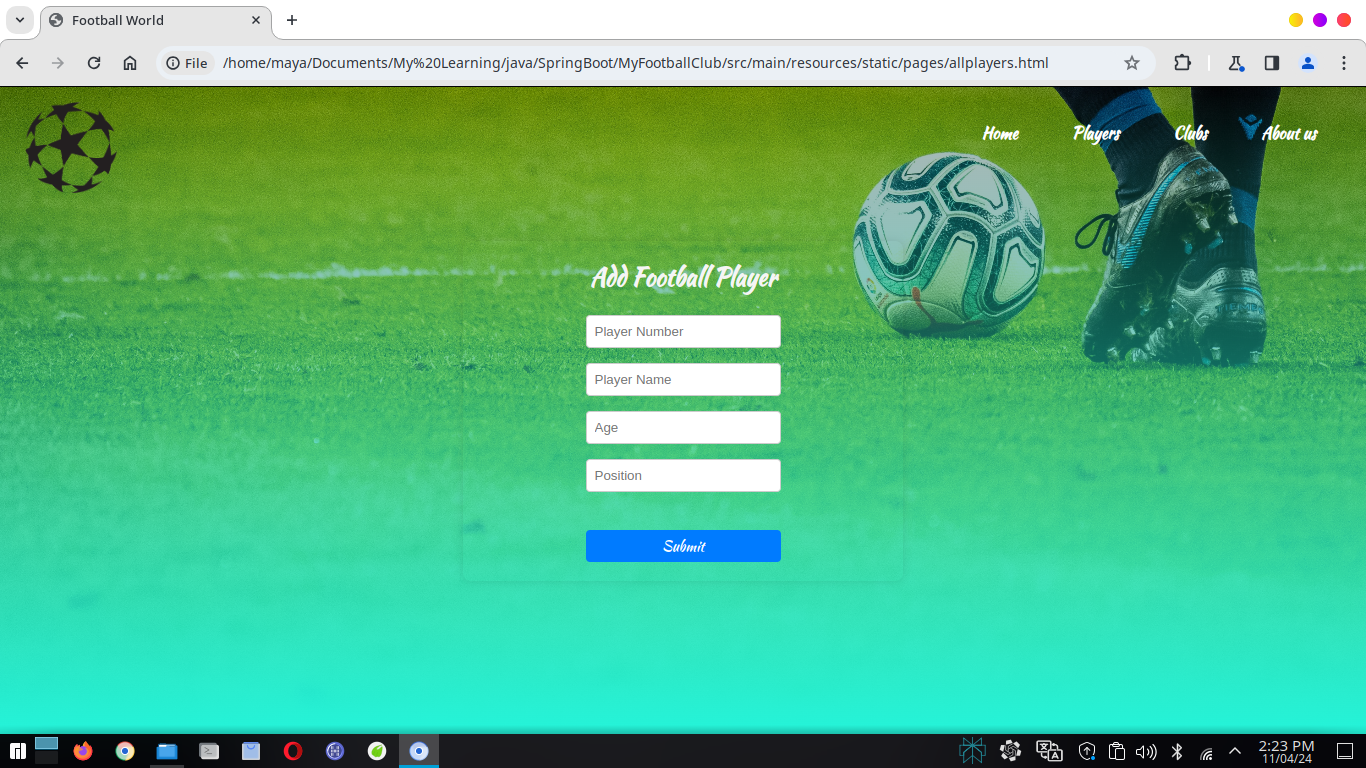 Football World
File
/home/maya/Documents/My%20Learning/java/SpringBoot/MyFootballClub/src/main/resources/static/pages/allplayers.html
Home
Players
Clubs
About us
Add Football Player
Player Number
Player Name
Age
Position
Submit
2:23 PM
11/04/24